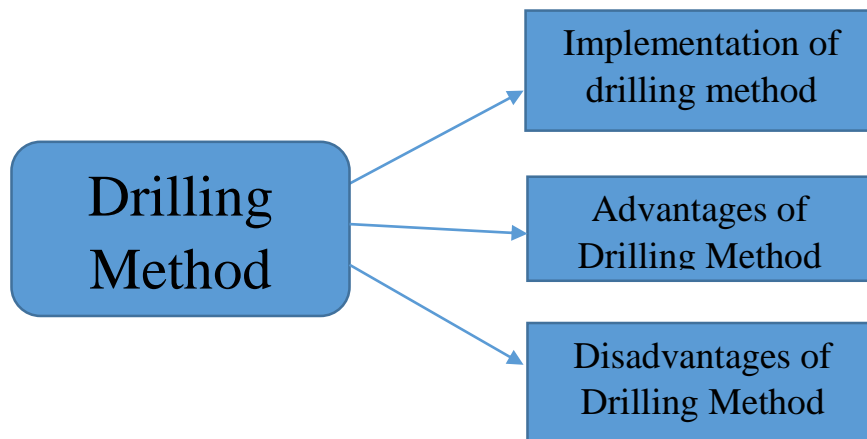 Drilling
Method
Implementation of
drilling method
Advantages of
Drilling Method
Disadvantages of
Drilling Method